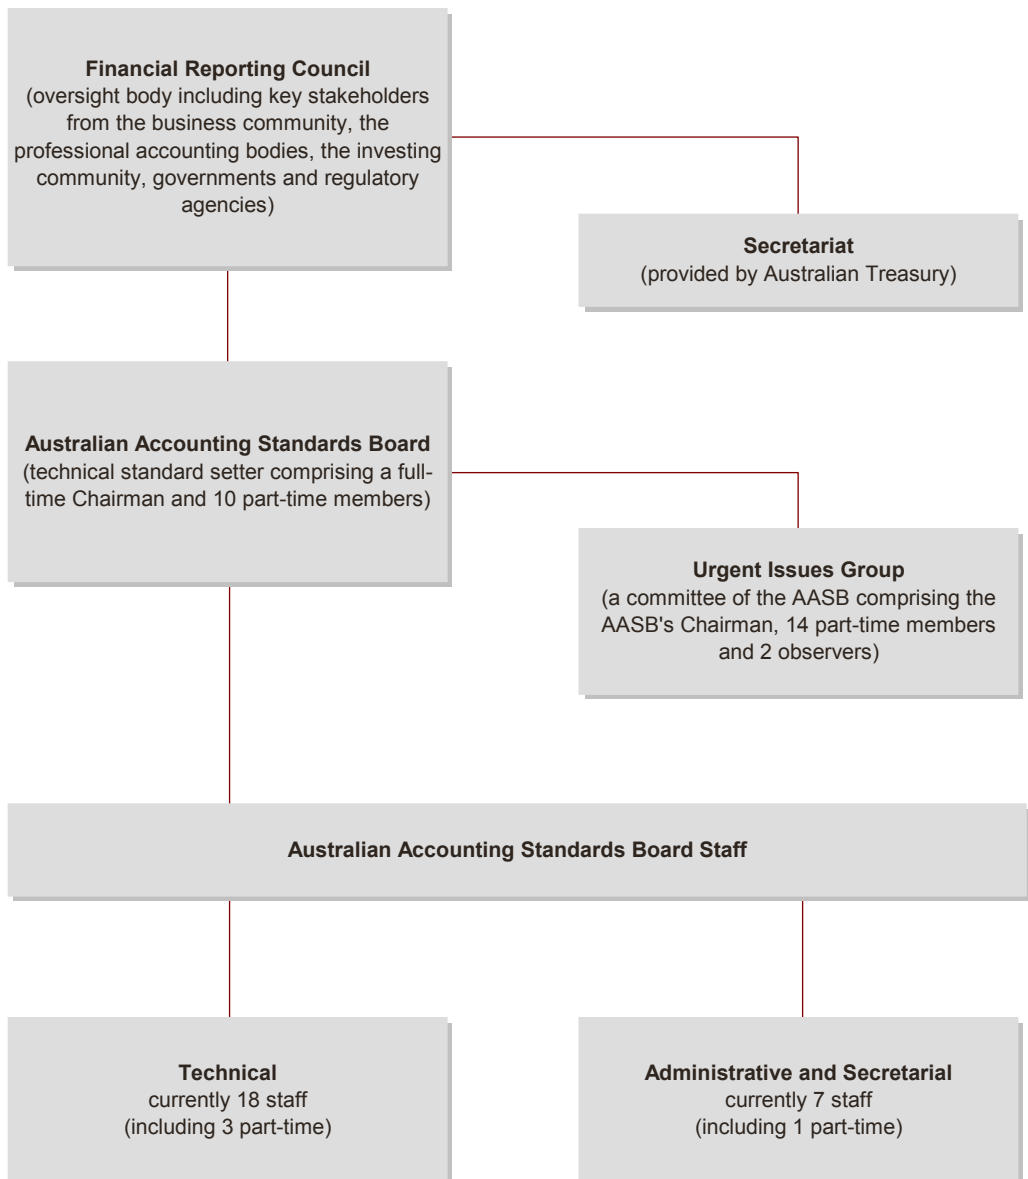 Financial Reporting Council
(oversight body including key stakeholders
from the business community, the
professional accounting bodies, the investing
community, governments and regulatory
agencies)
Secretariat
(provided by Australian Treasury)
Australian Accounting Standards Board
(technical standard setter comprising a full-
time Chairman and 10 part-time members)
Urgent Issues Group
(a committee of the AASB comprising the
AASB's Chairman, 14 part-time members
and 2 observers)
Australian Accounting Standards Board Staff
Technical
currently 18 staff
(including 3 part-time)
Administrative and Secretarial
currently 7 staff
(including 1 part-time)